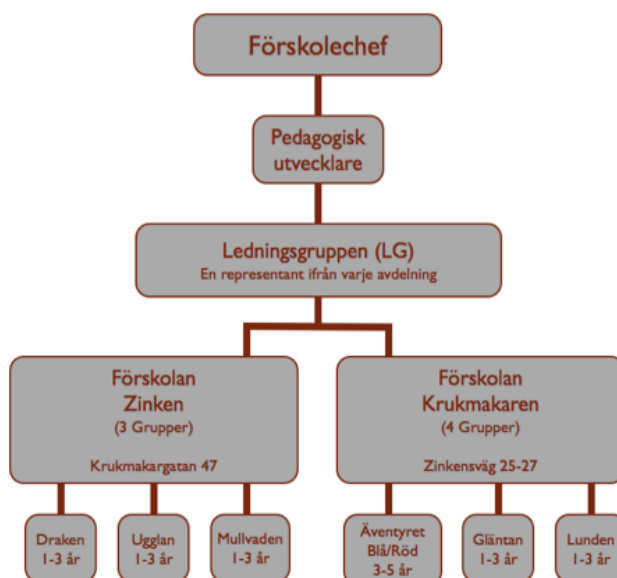 Förskolechef
Pedagogisk
utvecklare
Ledningsgruppen (LG)
En representant ifrån varje avdelning
Förskolan
Zinken
(3 Grupper)
Krukmakargatan 47
Förskolan
Krukmakaren
(4 Grupper)
Zinkensväg 25-27
Draken
1-3 år
Ugglan
1-3 år
Mullvaden
1-3 år
Äventyret
Blå/Röd
3-5 år
Gläntan
1-3 år
Lunden
1-3 år